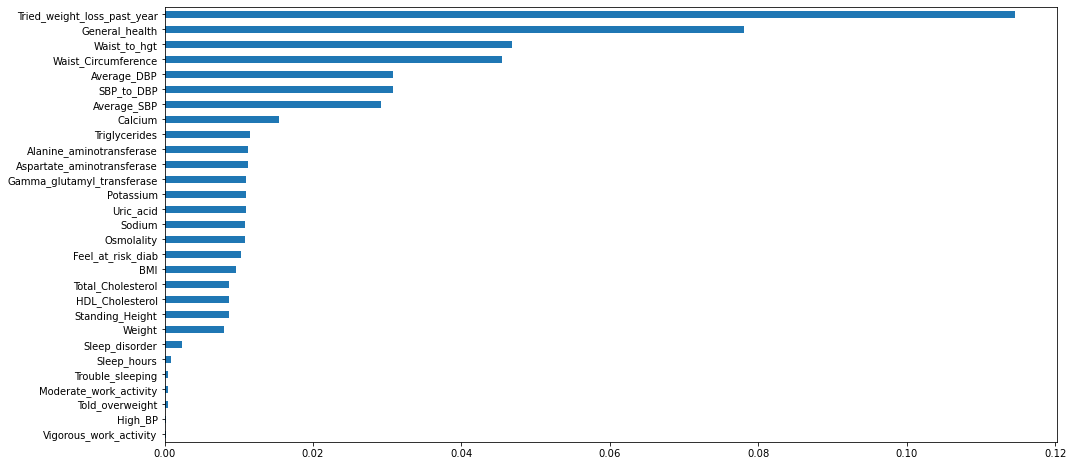 Tried_weight_loss_past_year
General_health
Waist_to_hgt
Waist_Circumference
Average_DBP
SBP_to_DBP
Average_SBP
Calcium
Triglycerides
Alanine_aminotransferase
Aspartate_aminotransferase
Gamma_glutamyl_transferase
Potassium
Uric_acid
Sodium
Osmolality
Feel_at_risk_diab
BMI
Total_Cholesterol
HDL_Cholesterol
Standing_Height
Weight
Sleep_disorder
Sleep_hours
Trouble_sleeping
Moderate_work_activity
Told_overweight
High_BP
Vigorous_work_activity
0.00 0.02 0.04 0.06 0.08 0.10 0.12